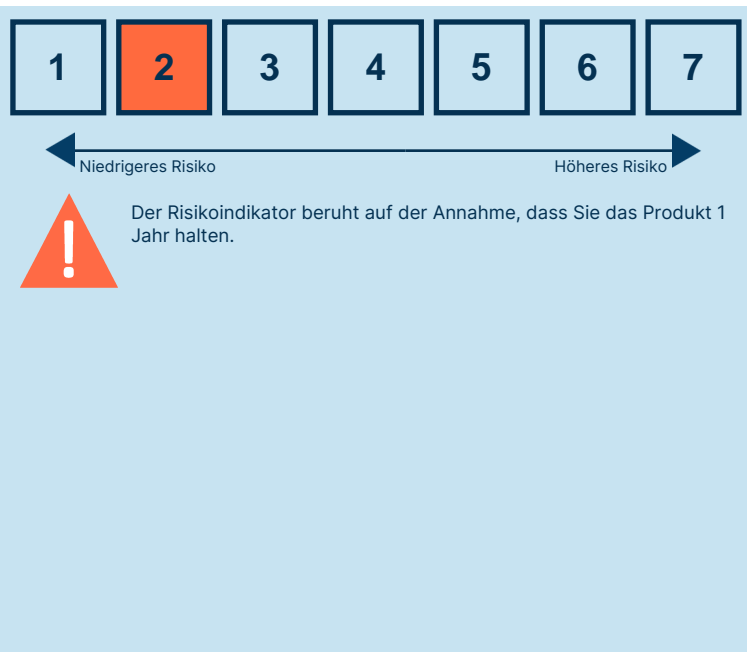 1 2 3 4 5 6 7
Niedrigeres Risiko Höheres Risiko
Der Risikoindikator beruht auf der Annahme, dass Sie das Produkt 1
Jahr halten.